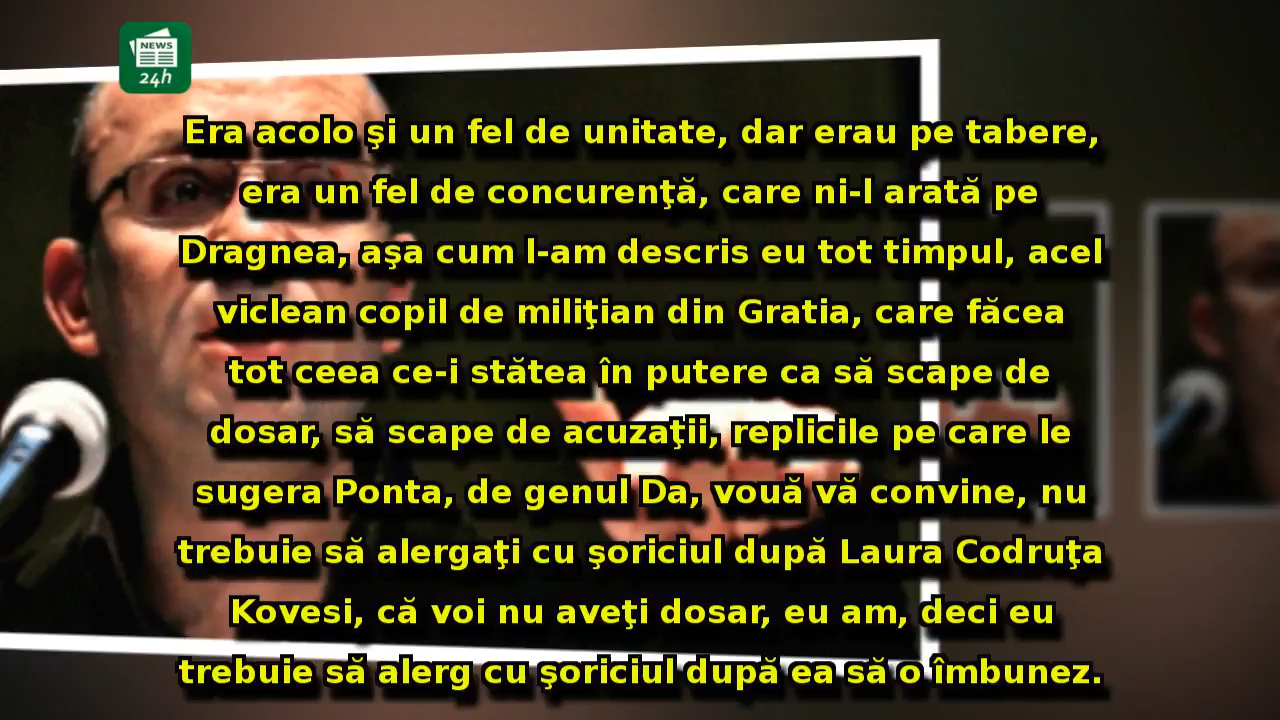 NEWS
24h
Era acolo şi un fel de unitate, dar erau pe tabere,
era un fel de concurenţă, care ni-l arată pe
Dragnea, aşa cum l-am descris eu tot timpul, acel
viclean copil de miliţian din Gratia, care făcea
tot ceea ce-i stătea în putere ca să scape de
dosar, să scape de acuzaţii, replicile pe care le
sugera Ponta, de genul Da, vouă vă convine, nu
trebuie să alergaţi cu şoriciul după Laura Codruţa
Kovesi, că voi nu aveţi dosar, eu am, deci eu
trebuie să alerg cu şoriciul după ea să o îmbunez.